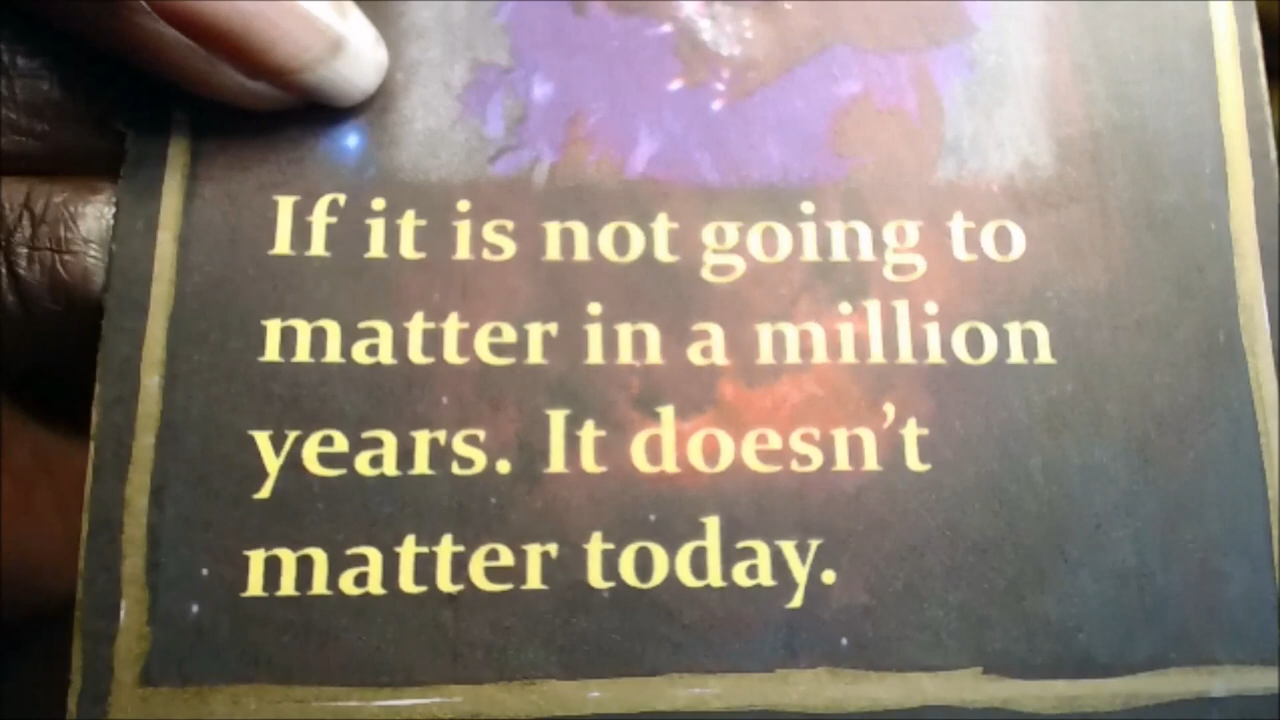 If it is not going to
matter in a million
years. It doesn’t
matter today.